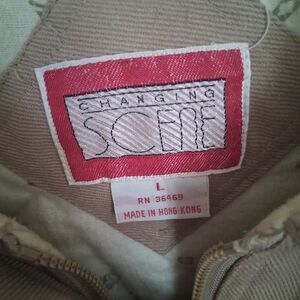 CHANGING
SCENE
L
RN 36469
MADE IN HONG KONG